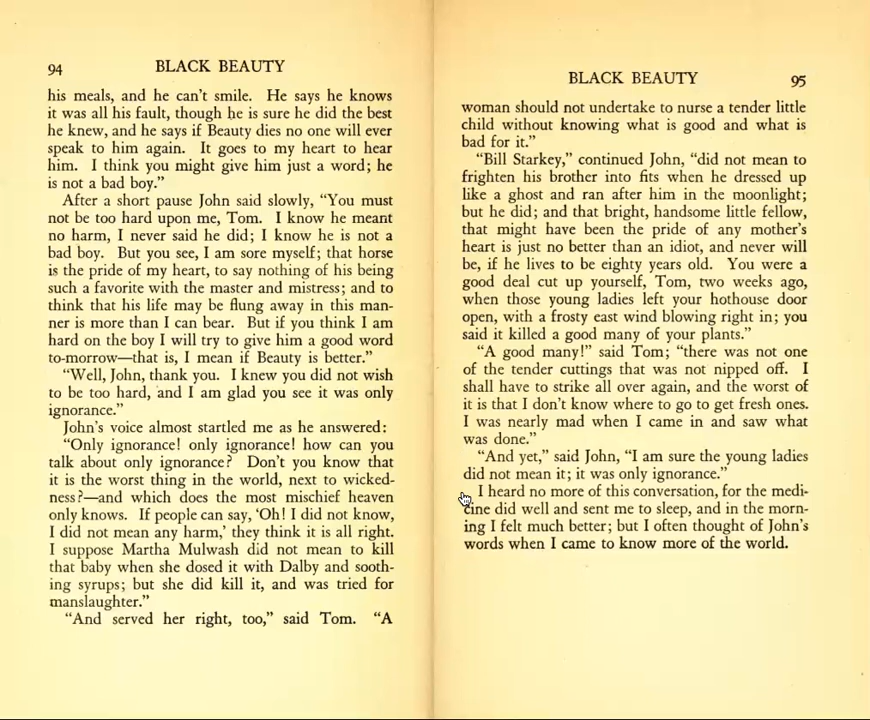 94
BLACK BEAUTY
his meals, and he can't smile. He says he knows
it was all his fault, though he is sure he did the best
he knew, and he says if Beauty dies no one will ever
speak to him again. It goes to my heart to hear
him. I think you might give him just a word; he
is not a bad boy.”
After a short pause John said slowly, “You must
not be too hard upon me, Tom. I know he meant
no harm, I never said he did; I know he is not a
bad boy. But you see, I am sore myself; that horse
is the pride of my heart, to say nothing of his being
such a favorite with the master and mistress; and to
think that his life may be flung away in this man-
ner is more than I can bear. But if you think I am
hard on the boy I will try to give him a good word
to-morrow—that is, I mean if Beauty is better.”
“Well, John, thank you. I knew you did not wish
to be too hard, and I am glad you see it was only
ignorance.”
John's voice almost startled me as he answered:
“Only ignorance! only ignorance! how can you
talk about only ignorance? Don't you know that
it is the worst thing in the world, next to wicked-
ness?—and which does the most mischief heaven
only knows. If people can say, ‘Oh! I did not know,
I did not mean any harm,’ they think it is all right.
I suppose Martha Mulwash did not mean to kill
that baby when she dosed it with Dalby and sooth-
ing syrups; but she did kill it, and was tried for
manslaughter.”
“And served her right, too,” said Tom. “A
BLACK BEAUTY
95
woman should not undertake to nurse a tender little
child without knowing what is good and what is
bad for it.”
“Bill Starkey,” continued John, “did not mean to
frighten his brother into fits when he dressed up
like a ghost and ran after him in the moonlight;
but he did; and that bright, handsome little fellow,
that might have been the pride of any mother's
heart is just no better than an idiot, and never will
be, if he lives to be eighty years old. You were a
good deal cut up yourself, Tom, two weeks ago,
when those young ladies left your hothouse door
open, with a frosty east wind blowing right in; you
said it killed a good many of your plants.”
“A good many!” said Tom; “there was not one
of the tender cuttings that was not nipped off. I
shall have to strike all over again, and the worst of
it is that I don't know where to go to get fresh ones.
I was nearly mad when I came in and saw what
was done.”
“And yet,” said John, “I am sure the young ladies
did not mean it; it was only ignorance.”
I heard no more of this conversation, for the medi-
cine did well and sent me to sleep, and in the morn-
ing I felt much better; but I often thought of John's
words when I came to know more of the world.